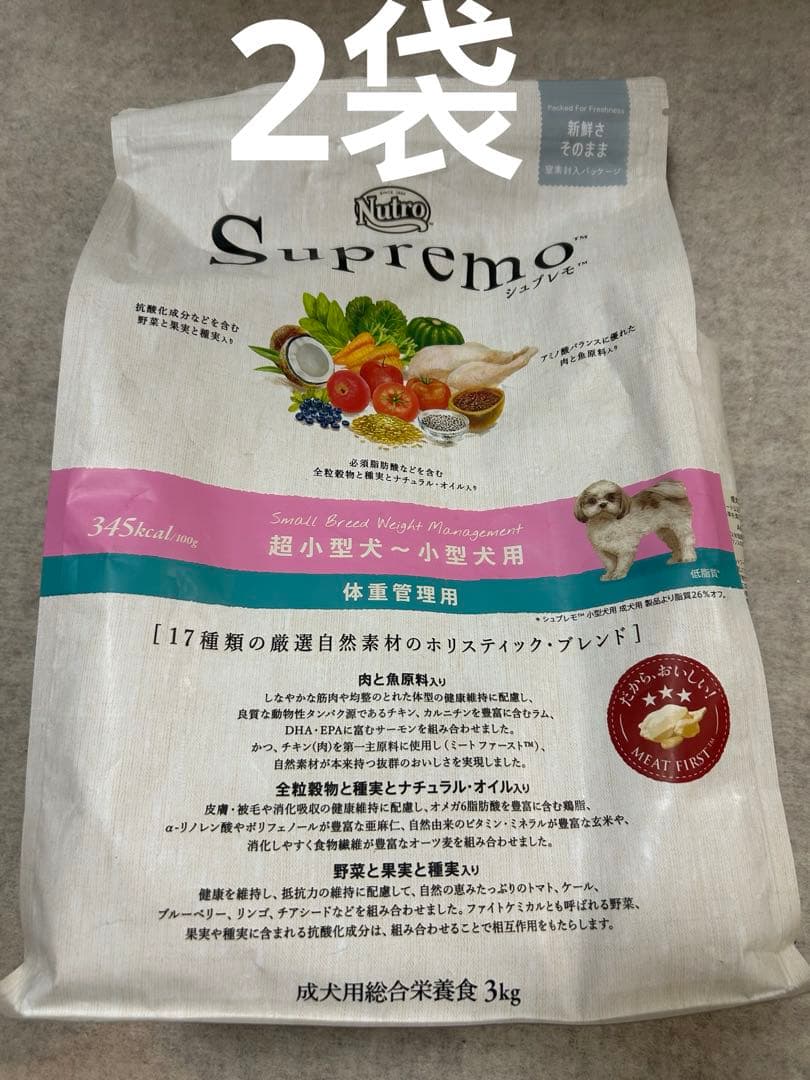 2袋
Packed For Freshness
新鮮さ
そのまま
窒素封入パッケージ
SINCE 1926
Nutro
Supremo™
シュプレモ™
抗酸化成分などを含む
野菜と果実と種実入り
アミノ酸バランスに優れた
肉と魚原料入り
必須脂肪酸などを含む
全粒穀物と種実とナチュラル・オイル入り
345kcal/100g
Small Breed Weight Management
超小型犬～小型犬用
体重管理用
低脂質*
*シュプレモ™ 小型犬用 成犬用 製品より脂質26%オフ。
[17種類の厳選自然素材のホリスティック・ブレンド]
肉と魚原料入り
しなやかな筋肉や均整のとれた体型の健康維持に配慮し、
良質な動物性タンパク源であるチキン、カルニチンを豊富に含むラム、
DHA・EPAに富むサーモンを組み合わせました。
かつ、チキン(肉)を第一主原料に使用し(ミートファースト™)、
自然素材が本来持つ抜群のおいしさを実現しました。
だから、おいしい!
MEAT FIRST™
全粒穀物と種実とナチュラル・オイル入り
皮膚・被毛や消化吸収の健康維持に配慮し、オメガ6脂肪酸を豊富に含む鶏脂、
α-リノレン酸やポリフェノールが豊富な亜麻仁、自然由来のビタミン・ミネラルが豊富な玄米や、
消化しやすく食物繊維が豊富なオーツ麦を組み合わせました。
野菜と果実と種実入り
健康を維持し、抵抗力の維持に配慮して、自然の恵みたっぷりのトマト、ケール、
ブルーベリー、リンゴ、チアシードなどを組み合わせました。ファイトケミカルとも呼ばれる野菜、
果実や種実に含まれる抗酸化成分は、組み合わせることで相互作用をもたらします。
成犬用総合栄養食 3kg